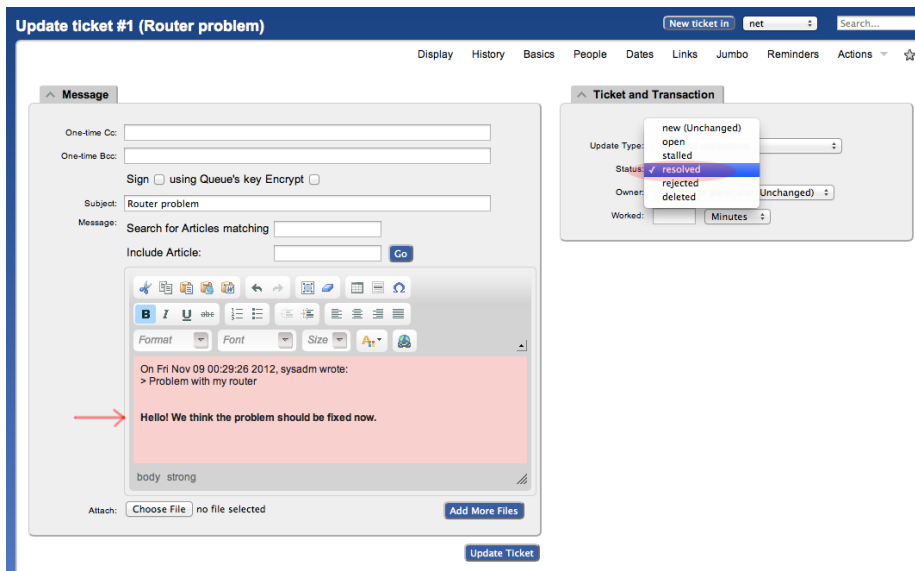 Update ticket #1 (Router problem)
New ticket in
net
Search...
Display History Basics People Dates Links Jumbo Reminders Actions
Message
One-time Cc:
One-time Bcc:
Sign using Queue's key Encrypt
Subject: Router problem
Message: Search for Articles matching
Include Article: Go
B I U abc
Format Font Size A
On Fri Nov 09 00:29:26 2012, sysadm wrote:
> Problem with my router
Hello! We think the problem should be fixed now.
body strong
Attach: Choose File no file selected
Add More Files
Update Ticket
Ticket and Transaction
Update Type:
Status:
Owner: Unchanged)
Worked: Minutes
new (Unchanged)
open
stalled
✓ resolved
rejected
deleted